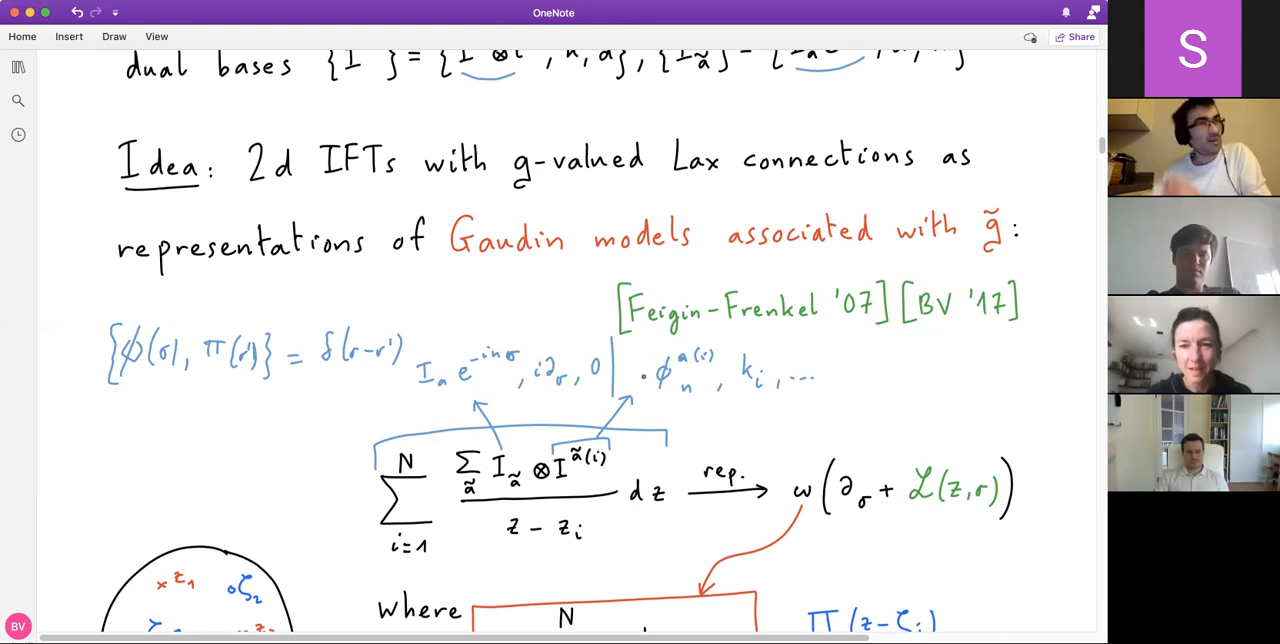 OneNote
Home Insert Draw View
Share
dual bases { I } = { I ⊗ t , n, a},
Idea: 2d IFTs with g-valued Lax connections as
representations of Gaudin models associated with g̃:
[Feigin-Frenkel '07] [BV '17]
{ϕ(σ), π(σ')} = δ(σ-σ')
I_a e^{-inσ}, i∂_σ, 0 | ϕ_n^{a(i)}, k_i, ...
N ∑_ã I_ã ⊗ I^{ã(i)}
∑ dz rep. → ω(∂_σ + ℒ(z,σ))
i=1 z - z_i
× z_1 ∘ζ_2
where N ∏(z-ζ_i)
BV
S